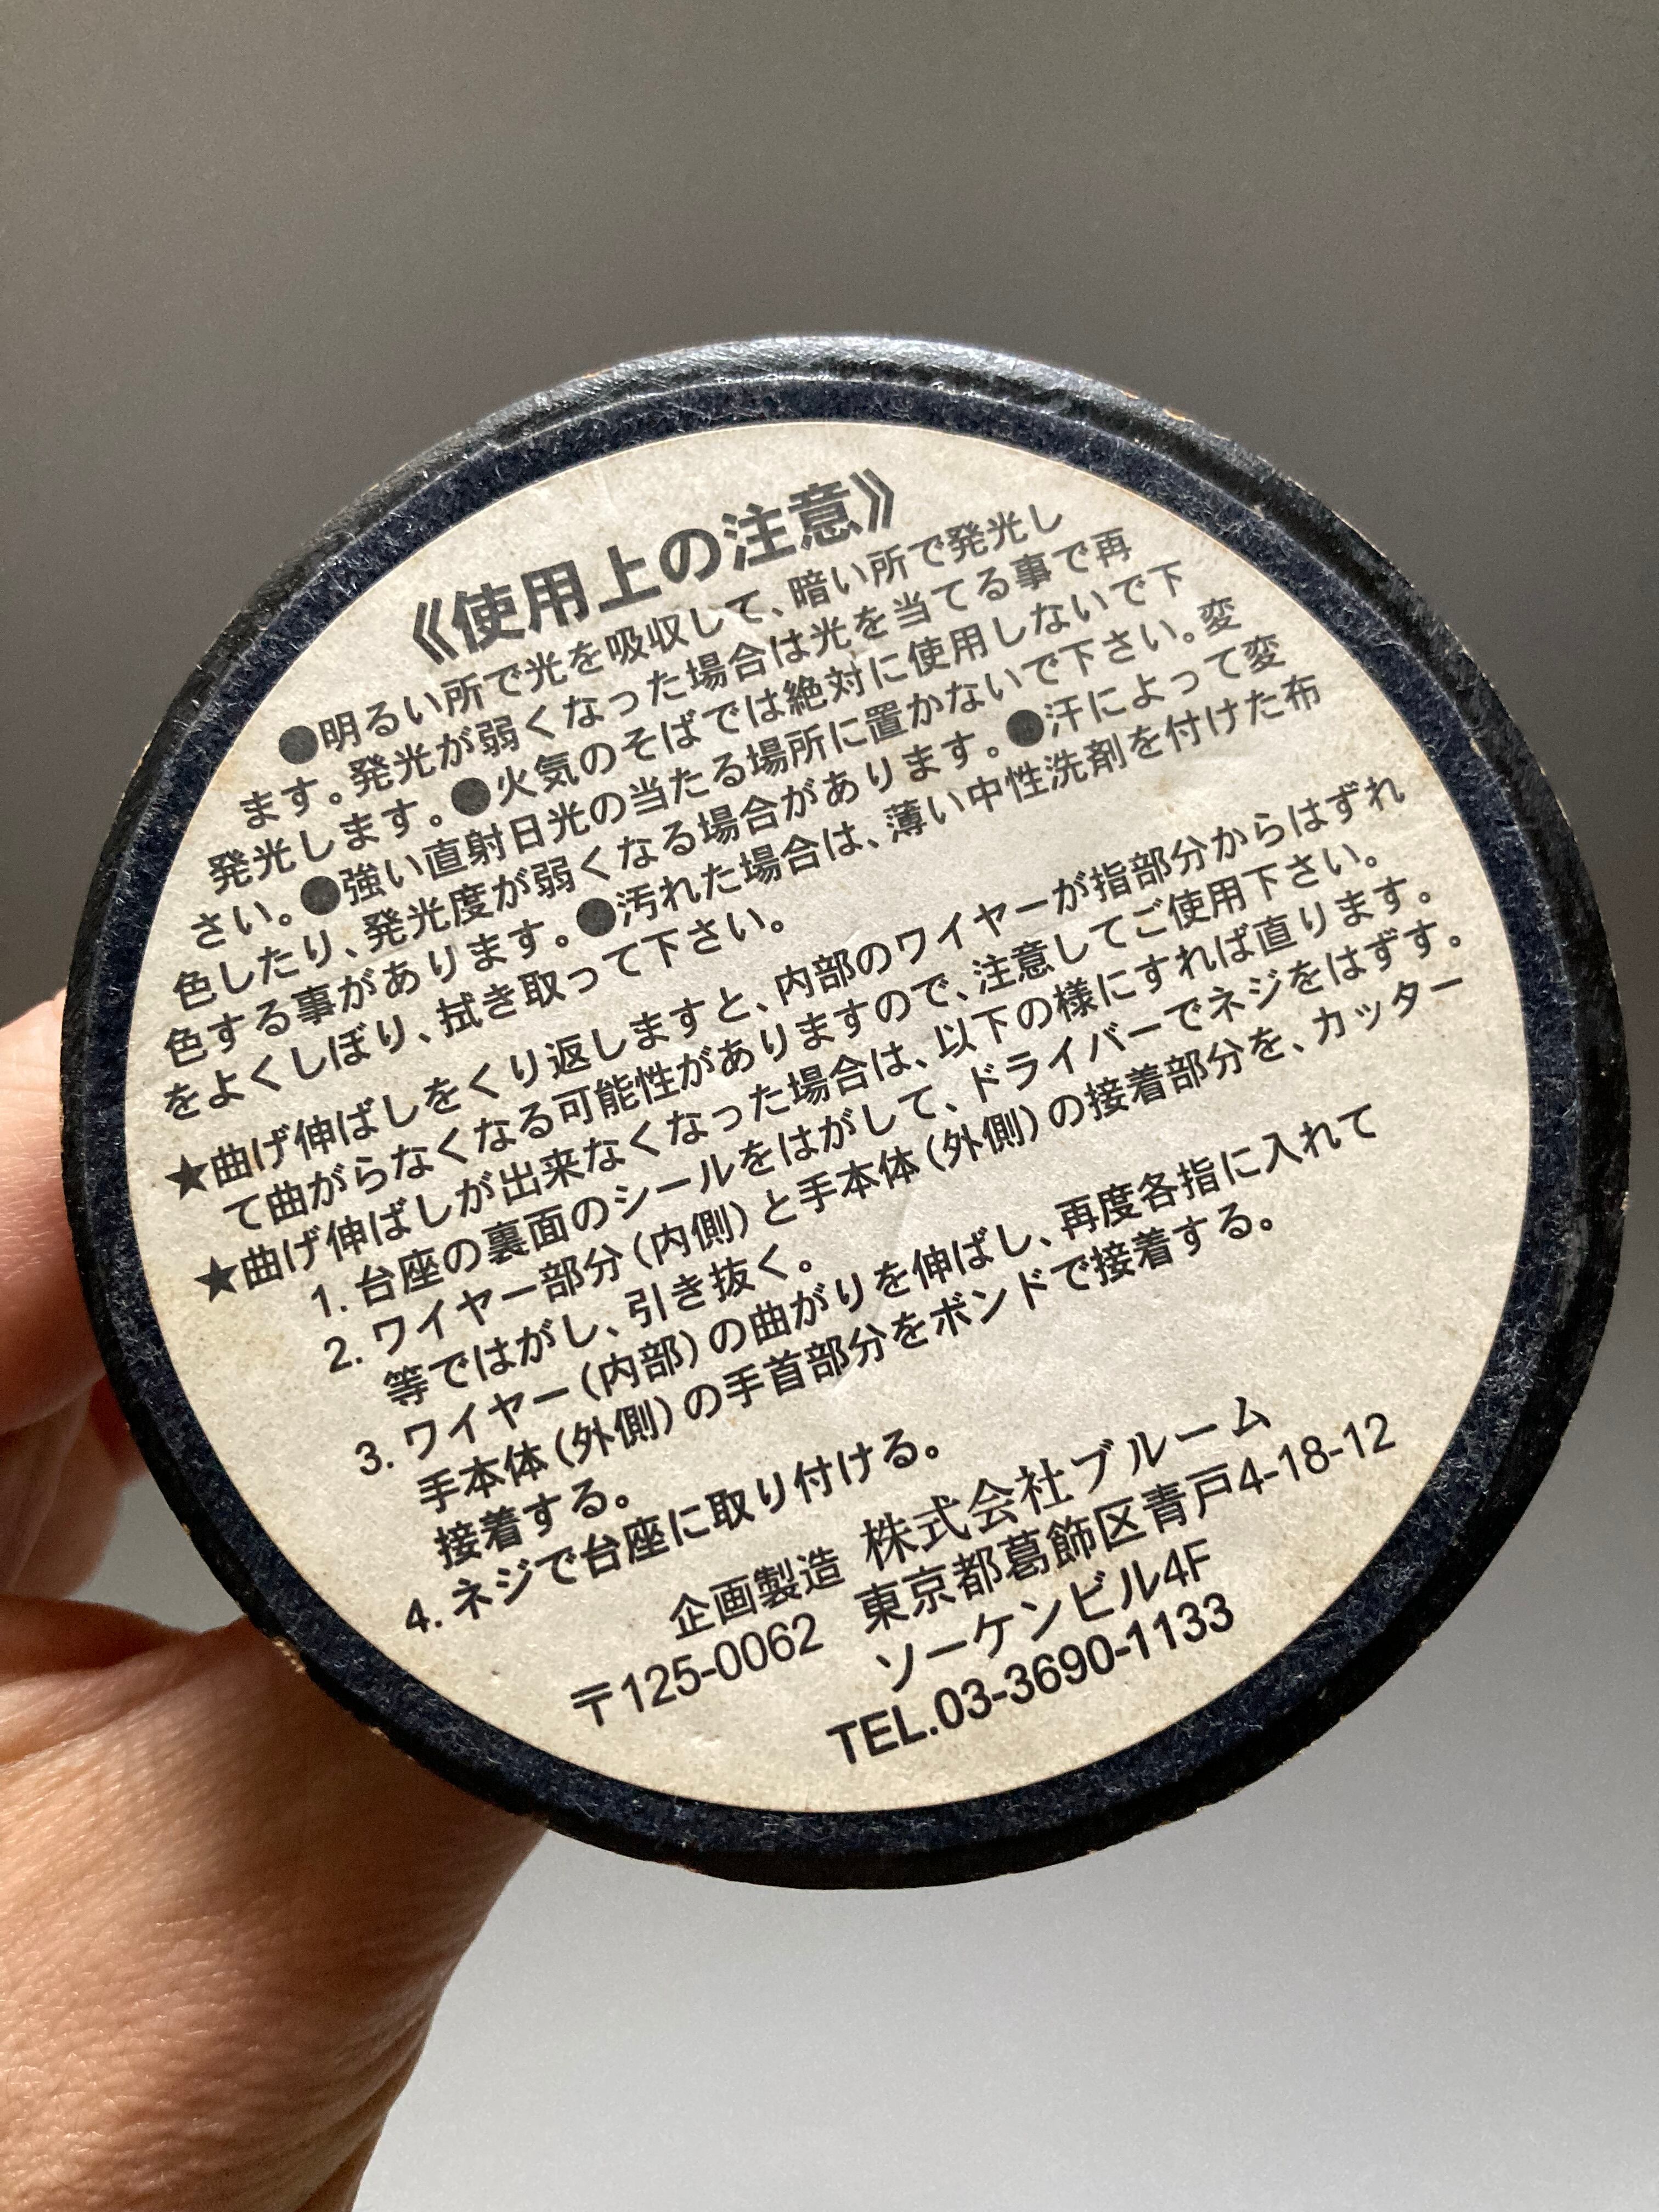 《使用上の注意》
●明るい所で光を吸収して、暗い所で発光し
ます。発光が弱くなった場合は光を当てる事で再
発光します。●火気のそばでは絶対に使用しないで下
さい。●強い直射日光の当たる場所に置かないで下さい。変
色したり、発光度が弱くなる場合があります。●汗によって変
色する事があります。●汚れた場合は、薄い中性洗剤を付けた布
をよくしぼり、拭き取って下さい。
★曲げ伸ばしをくり返しますと、内部のワイヤーが指部分からはずれ
て曲がらなくなる可能性がありますので、注意してご使用下さい。
★曲げ伸ばしが出来なくなった場合は、以下の様にすれば直ります。
1. 台座の裏面のシールをはがして、ドライバーでネジをはずす。
2. ワイヤー部分(内側)と手本体(外側)の接着部分を、カッター
等ではがし、引き抜く。
3. ワイヤー(内部)の曲がりを伸ばし、再度各指に入れて
手本体(外側)の手首部分をボンドで接着する。
接着する。
4. ネジで台座に取り付ける。
企画製造 株式会社ブルーム
〒125-0062 東京都葛飾区青戸4-18-12
ソーケンビル4F
TEL.03-3690-1133